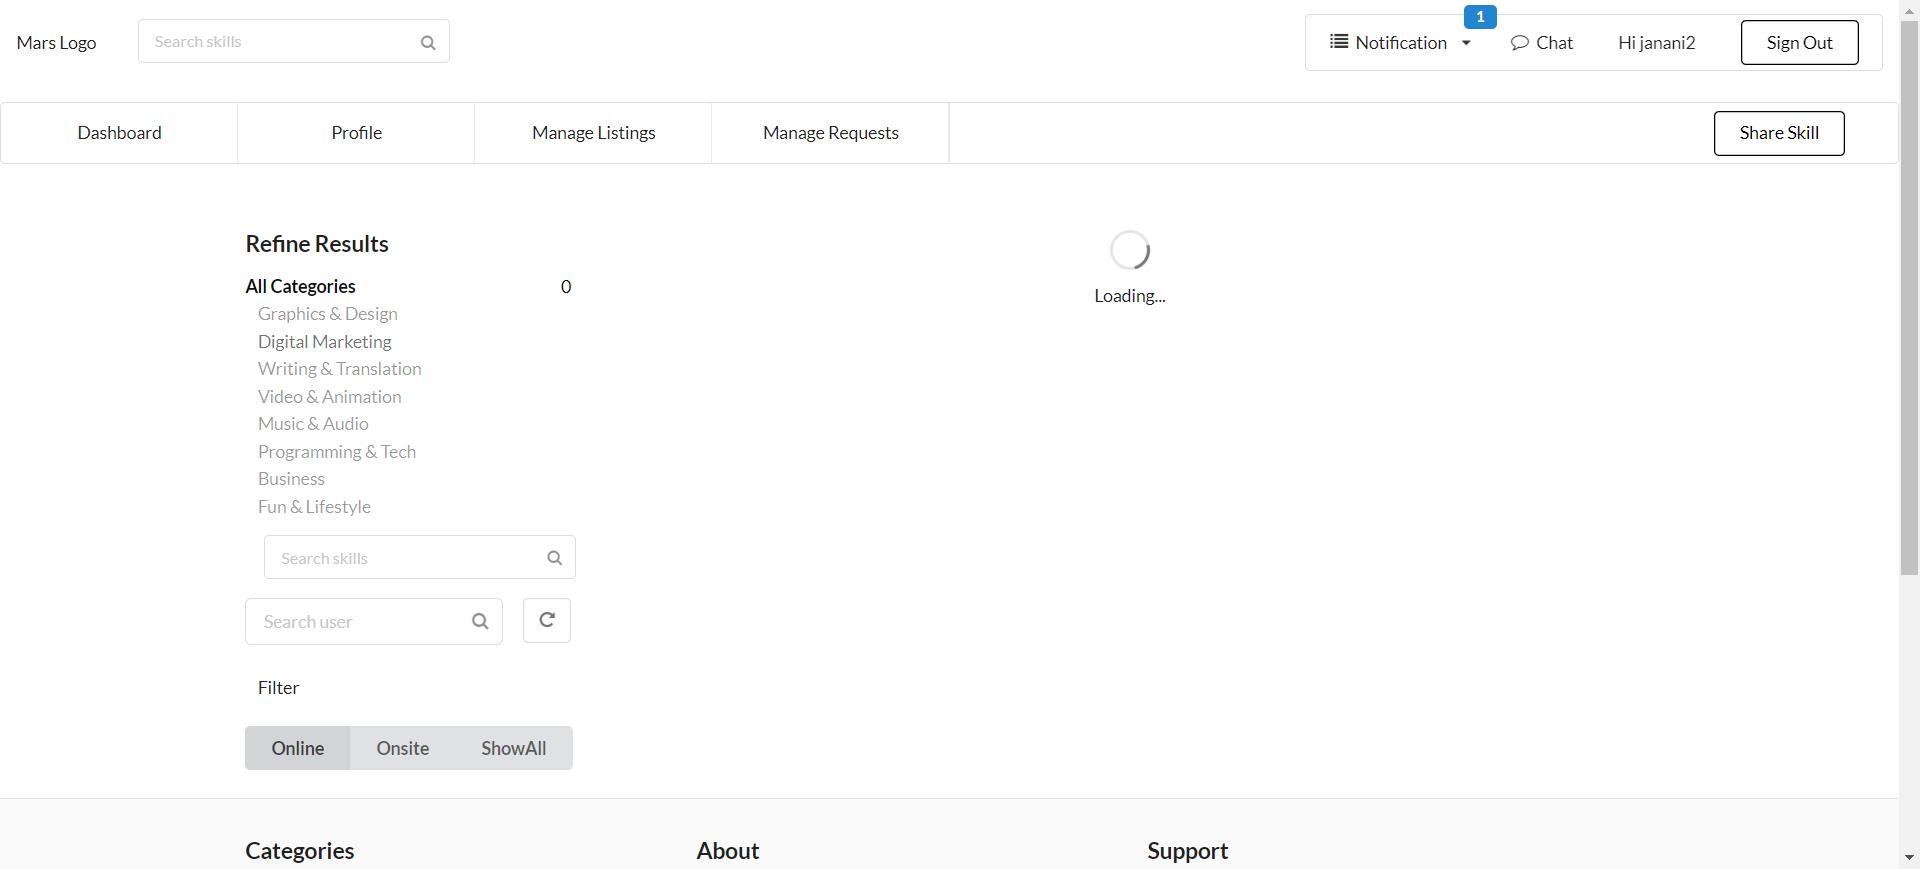 Mars Logo
Search skills
1
Notification
Chat
Hi janani2
Sign Out
Dashboard
Profile
Manage Listings
Manage Requests
Share Skill
Refine Results
All Categories 0
Graphics & Design
Digital Marketing
Writing & Translation
Video & Animation
Music & Audio
Programming & Tech
Business
Fun & Lifestyle
Search skills
Search user
Filter
Online Onsite ShowAll
Loading...
Categories
About
Support